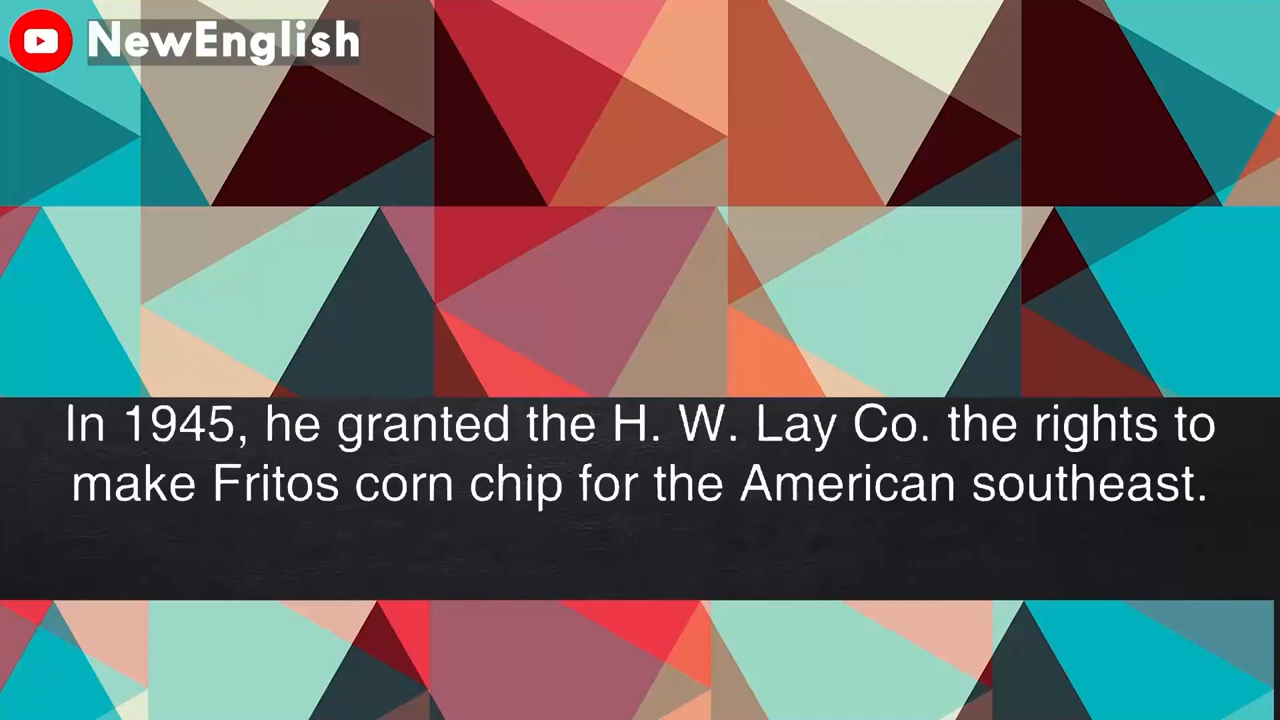 NewEnglish
In 1945, he granted the H. W. Lay Co. the rights to
make Fritos corn chip for the American southeast.